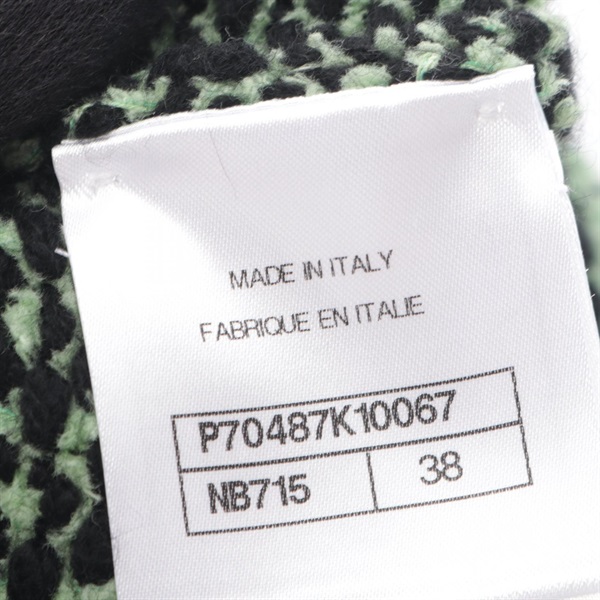 MADE IN ITALY
FABRIQUE EN ITALIE
P70487K10067
NB715 38